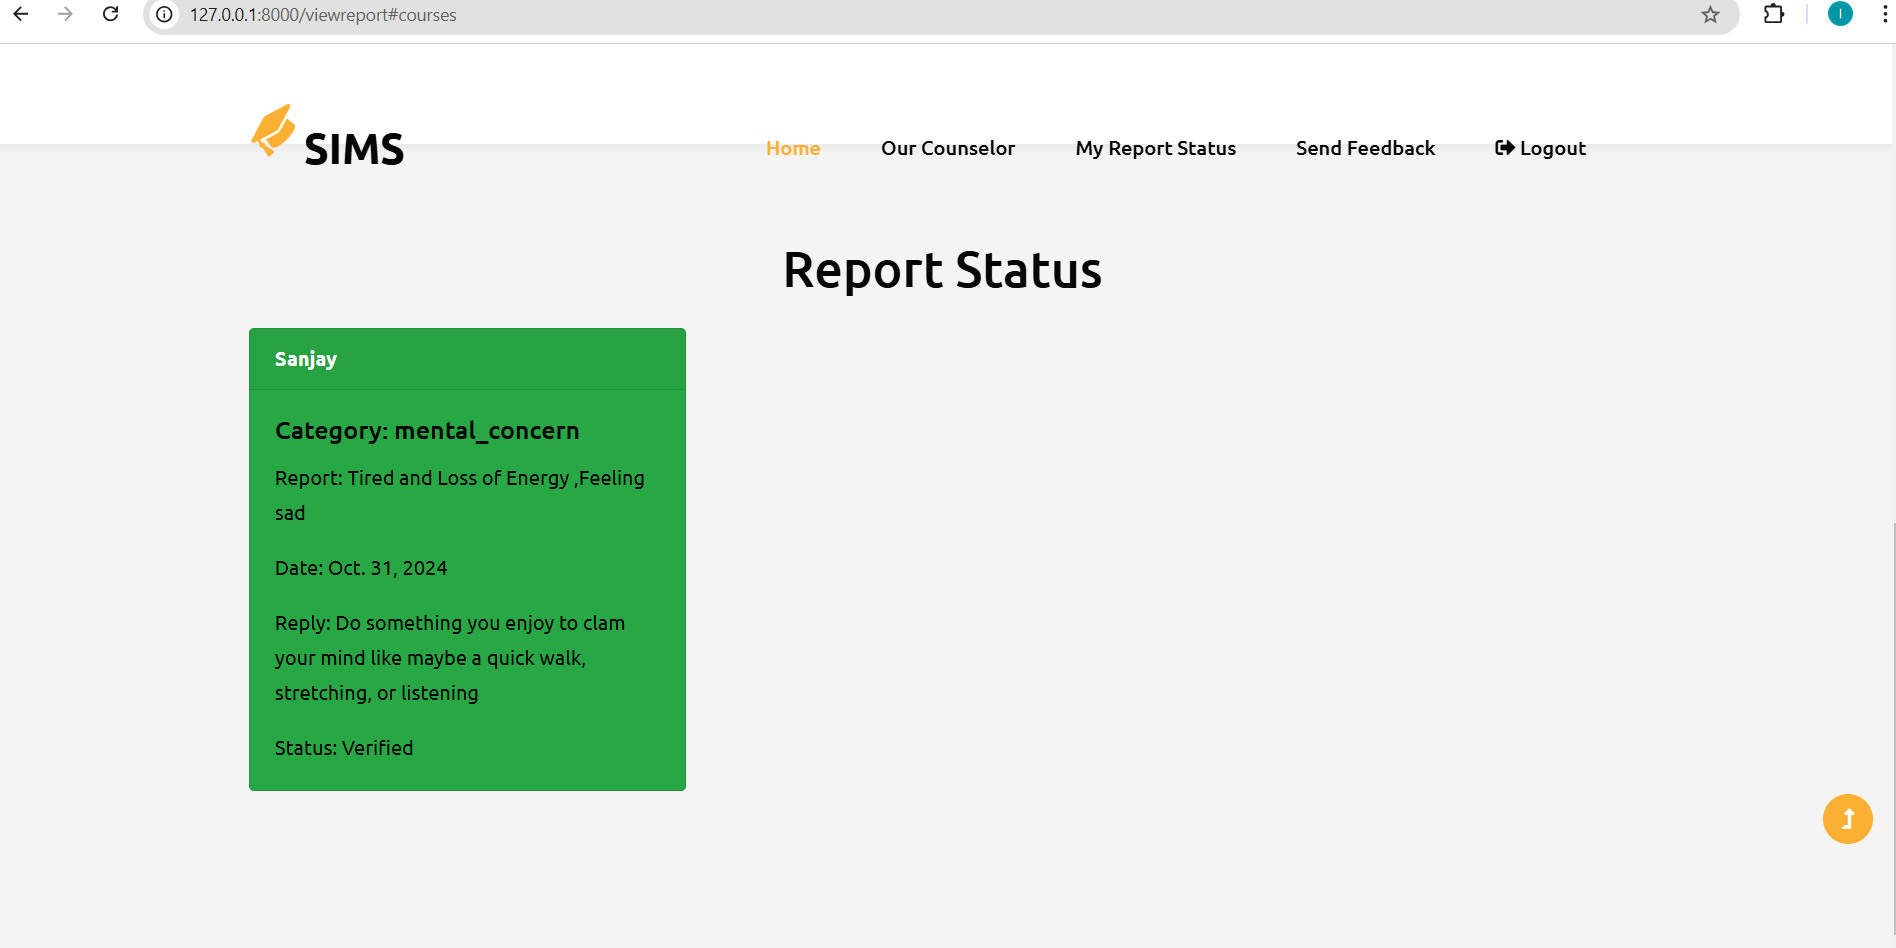 127.0.0.1:8000/viewreport#courses
I
SIMS
Home
Our Counselor
My Report Status
Send Feedback
Logout
Report Status
Sanjay
Category: mental_concern
Report: Tired and Loss of Energy ,Feeling
sad
Date: Oct. 31, 2024
Reply: Do something you enjoy to clam
your mind like maybe a quick walk,
stretching, or listening
Status: Verified